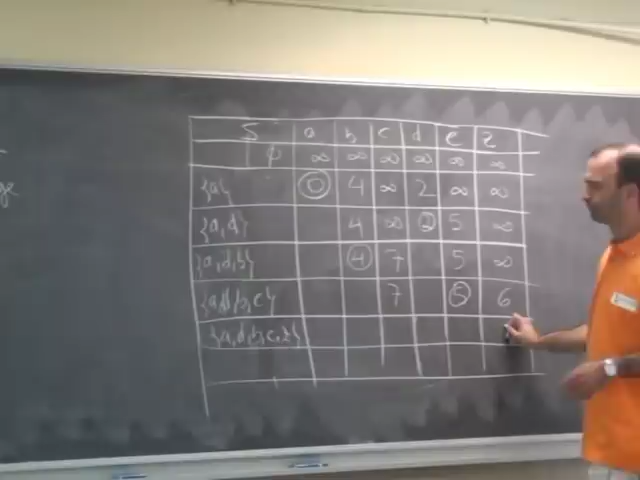 S a b c d e z
∅ ∞ ∞ ∞ ∞ ∞ ∞
{a} 0 4 ∞ 2 ∞ ∞
{a,d} 4 ∞ 2 5 ∞
{a,d,b} 4 7 5 ∞
{a,d,b,e} 7 5 6
{a,d,b,e,z}